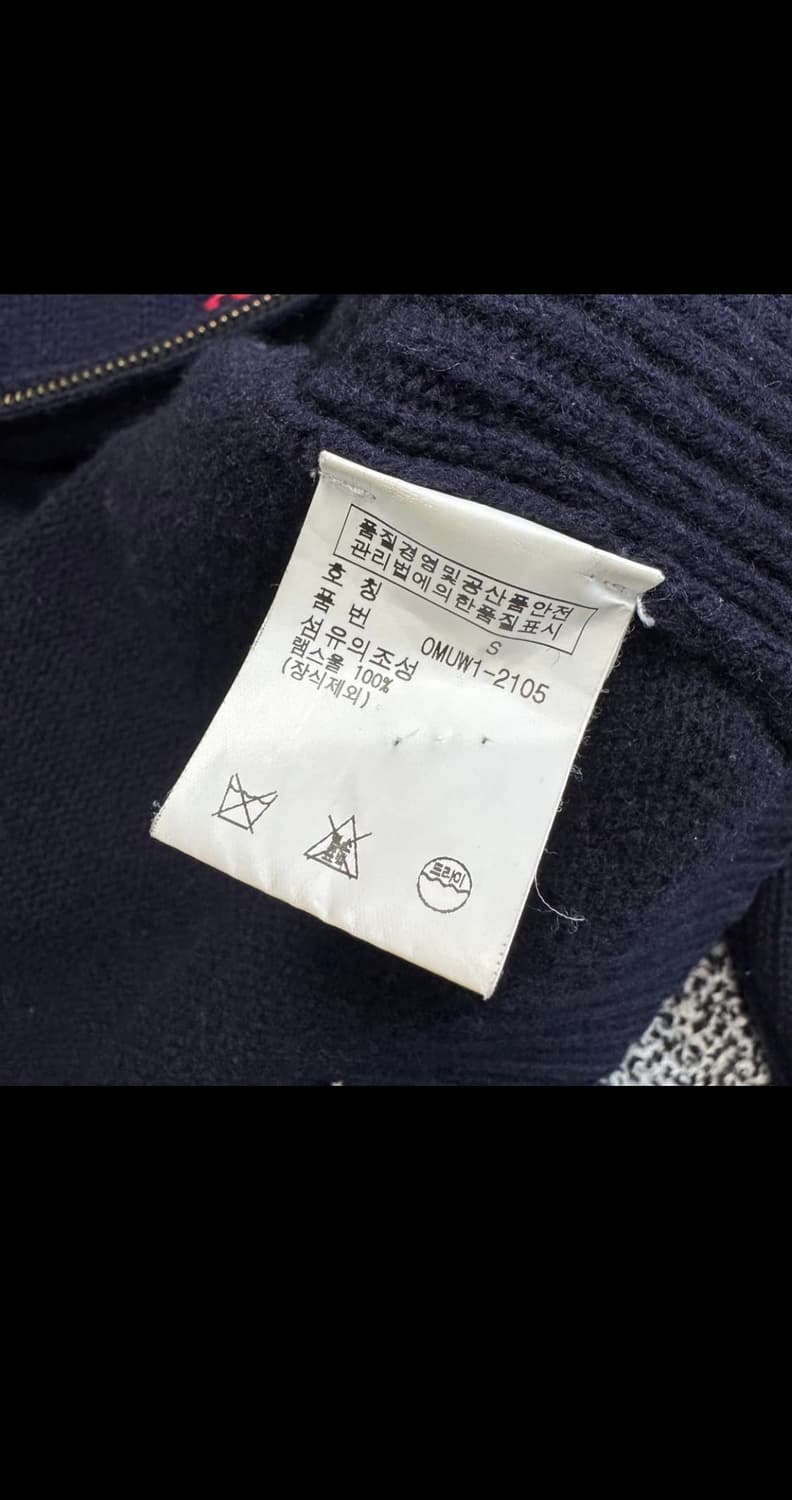 품질경영및공산품안전
관리법에의한품질표시
호 칭 S
품 번 OMUW1-2105
섬유의조성
램스울 100%
(장식제외)
드라이